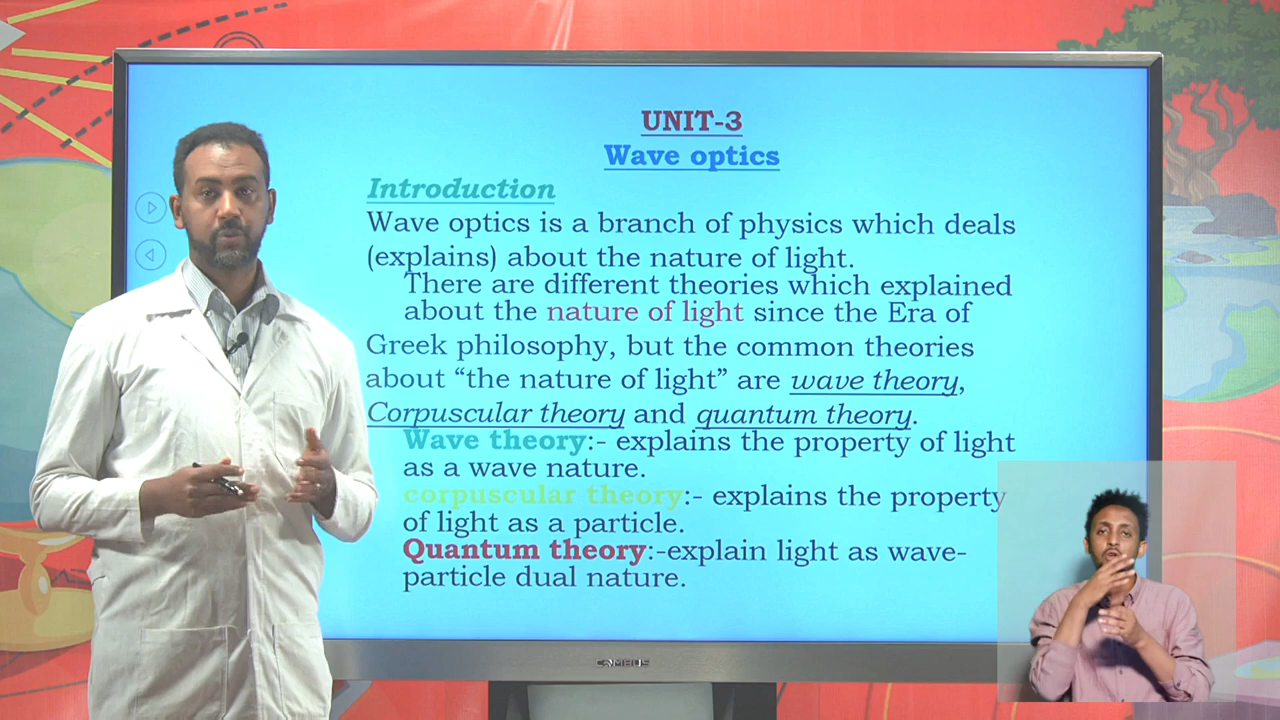 UNIT-3
Wave optics
Introduction
Wave optics is a branch of physics which deals
(explains) about the nature of light.
There are different theories which explained
about the nature of light since the Era of
Greek philosophy, but the common theories
about “the nature of light” are wave theory,
Corpuscular theory and quantum theory.
Wave theory:- explains the property of light
as a wave nature.
corpuscular theory:- explains the property
of light as a particle.
Quantum theory:-explain light as wave-
particle dual nature.
CAMBUS